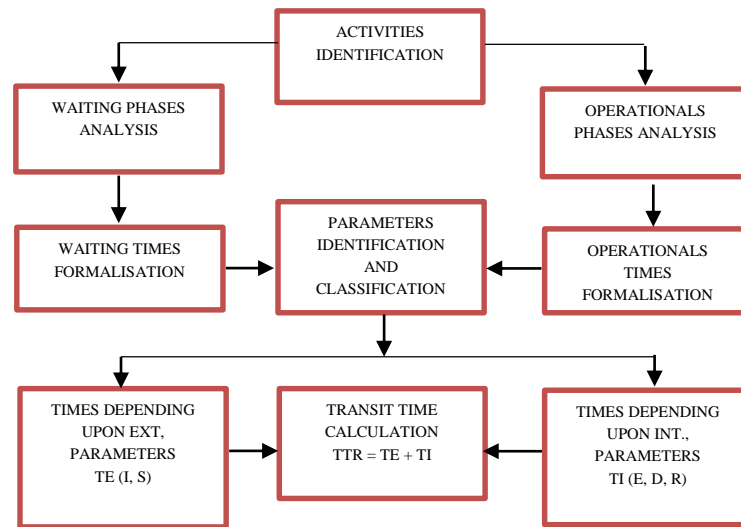 ACTIVITIES
IDENTIFICATION
WAITING PHASES
ANALYSIS
OPERATIONALS
PHASES ANALYSIS
WAITING TIMES
FORMALISATION
PARAMETERS
IDENTIFICATION
AND
CLASSIFICATION
OPERATIONALS
TIMES
FORMALISATION
TIMES DEPENDING
UPON EXT,
PARAMETERS
TE (I, S)
TRANSIT TIME
CALCULATION
TTR = TE + TI
TIMES DEPENDING
UPON INT.,
PARAMETERS
TI (E, D, R)